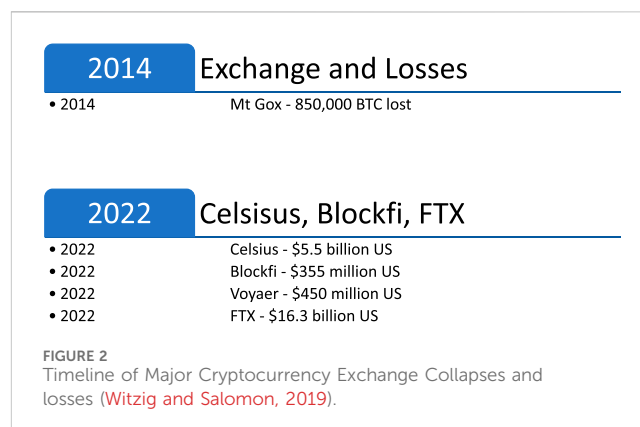 2014 Exchange and Losses
• 2014 Mt Gox - 850,000 BTC lost
2022 Celsisus, Blockfi, FTX
• 2022 Celsius - $5.5 billion US
• 2022 Blockfi - $355 million US
• 2022 Voyaer - $450 million US
• 2022 FTX - $16.3 billion US
FIGURE 2
Timeline of Major Cryptocurrency Exchange Collapses and
losses (Witzig and Salomon, 2019).